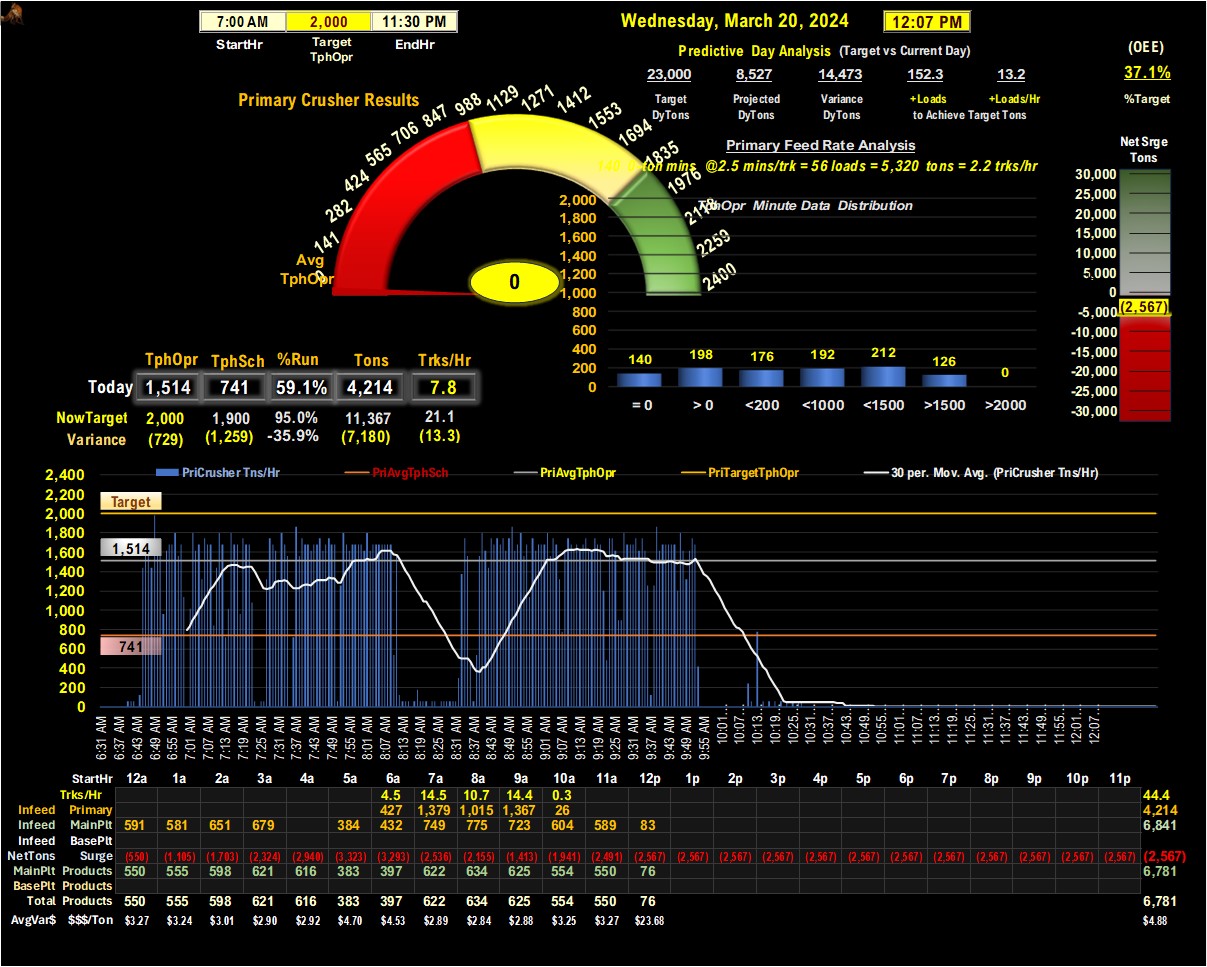 7:00 AM 2,000 11:30 PM
StartHr Target TphOpr EndHr
Wednesday, March 20, 2024 12:07 PM
Predictive Day Analysis (Target vs Current Day)
(OEE)
23,000 8,527 14,473 152.3 13.2
37.1%
Target DyTons Projected DyTons Variance DyTons +Loads +Loads/Hr
to Achieve Target Tons
%Target
Primary Crusher Results
Primary Feed Rate Analysis
140 0 ton mins @2.5 mins/trk = 56 loads = 5,320 tons = 2.2 trks/hr
TphOpr Minute Data Distribution
0 141 282 424 565 706 847 988 1129 1271 1412 1553 1694 1835 1976 2118 2259 2400
Avg TphOpr
0
2,000
1,800
1,600
1,400
1,200
1,000
800
600
400
200
0
140 198 176 192 212 126 0
= 0 > 0 <200 <1000 <1500 >1500 >2000
Net Srge Tons
30,000
25,000
20,000
15,000
10,000
5,000
0
(2,567)
-5,000
-10,000
-15,000
-20,000
-25,000
-30,000
TphOpr TphSch %Run Tons Trks/Hr
Today 1,514 741 59.1% 4,214 7.8
NowTarget 2,000 1,900 95.0% 11,367 21.1
Variance (729) (1,259) -35.9% (7,180) (13.3)
PriCrusher Tns/Hr PriAvgTphSch PriAvgTphOpr PriTargetTphOpr 30 per. Mov. Avg. (PriCrusher Tns/Hr)
2,400
2,200
2,000
1,800
1,600
1,400
1,200
1,000
800
600
400
200
0
Target
1,514
741
6:31 AM 6:37 AM 6:43 AM 6:49 AM 6:55 AM 7:01 AM 7:07 AM 7:13 AM 7:25 AM 7:31 AM 7:37 AM 7:43 AM 7:49 AM 7:55 AM 8:01 AM 8:07 AM 8:13 AM 8:19 AM 8:25 AM 8:31 AM 8:37 AM 8:43 AM 8:49 AM 8:55 AM 9:01 AM 9:07 AM 9:13 AM 9:19 AM 9:25 AM 9:31 AM 9:37 AM 9:43 AM 9:49 AM 9:55 AM 10:01… 10:07… 10:13… 10:19… 10:25… 10:31… 10:37… 10:43… 10:49… 10:55… 11:01… 11:07… 11:13… 11:19… 11:25… 11:31… 11:37… 11:43… 11:49… 11:55… 12:01… 12:07…
StartHr 12a 1a 2a 3a 4a 5a 6a 7a 8a 9a 10a 11a 12p 1p 2p 3p 4p 5p 6p 7p 8p 9p 10p 11p
Trks/Hr 4.5 14.5 10.7 14.4 0.3 44.4
Infeed Primary 427 1,379 1,015 1,367 26 4,214
Infeed MainPlt 591 581 651 679 384 432 749 775 723 604 589 83 6,841
Infeed BasePlt
NetTons Surge (550) (1,105) (1,703) (2,324) (2,940) (3,323) (3,293) (2,536) (2,155) (1,413) (1,941) (2,491) (2,567) (2,567) (2,567) (2,567) (2,567) (2,567) (2,567) (2,567) (2,567) (2,567) (2,567) (2,567) (2,567)
MainPlt Products 550 555 598 621 616 383 397 622 634 625 554 550 76 6,781
BasePlt Products
Total Products 550 555 598 621 616 383 397 622 634 625 554 550 76 6,781
AvgVar$ $$$/Ton $3.27 $3.24 $3.01 $2.90 $2.92 $4.70 $4.53 $2.89 $2.84 $2.88 $3.25 $3.27 $23.68 $4.88